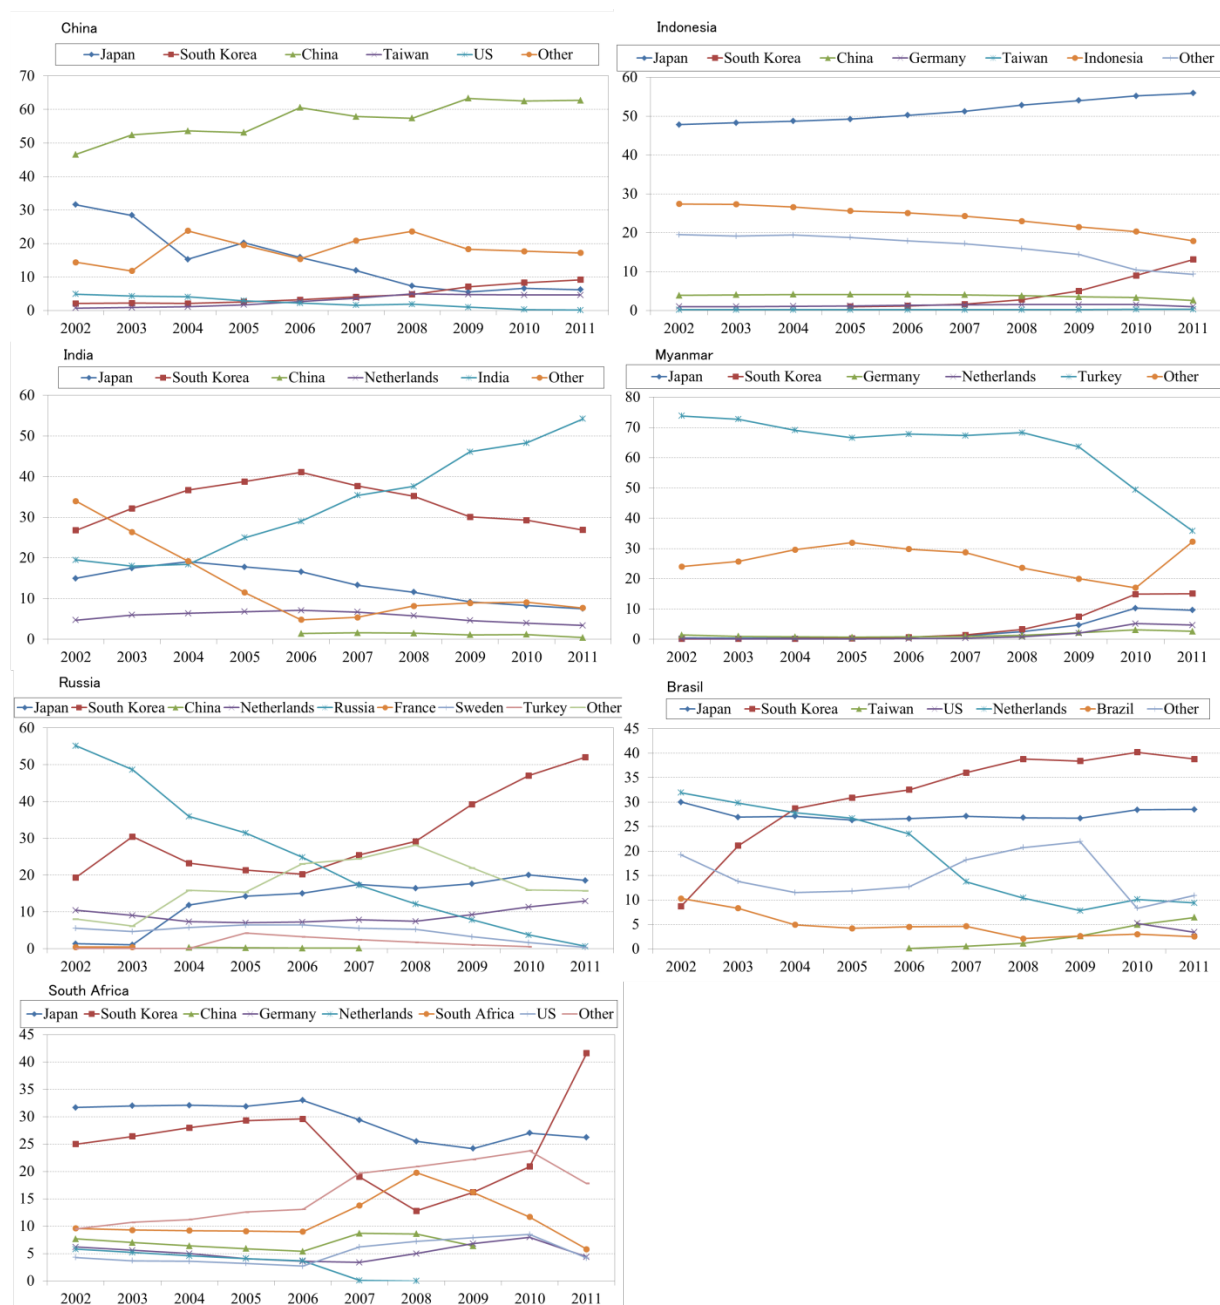 China
Japan South Korea China Taiwan US Other
70
60
50
40
30
20
10
0
2002 2003 2004 2005 2006 2007 2008 2009 2010 2011
Indonesia
Japan South Korea China Germany Taiwan Indonesia Other
60
50
40
30
20
10
0
2002 2003 2004 2005 2006 2007 2008 2009 2010 2011
India
Japan South Korea China Netherlands India Other
60
50
40
30
20
10
0
2002 2003 2004 2005 2006 2007 2008 2009 2010 2011
Myanmar
Japan South Korea Germany Netherlands Turkey Other
80
70
60
50
40
30
20
10
0
2002 2003 2004 2005 2006 2007 2008 2009 2010 2011
Russia
Japan South Korea China Netherlands Russia France Sweden Turkey Other
60
50
40
30
20
10
0
2002 2003 2004 2005 2006 2007 2008 2009 2010 2011
Brasil
Japan South Korea Taiwan US Netherlands Brazil Other
45
40
35
30
25
20
15
10
5
0
2002 2003 2004 2005 2006 2007 2008 2009 2010 2011
South Africa
Japan South Korea China Germany Netherlands South Africa US Other
45
40
35
30
25
20
15
10
5
0
2002 2003 2004 2005 2006 2007 2008 2009 2010 2011